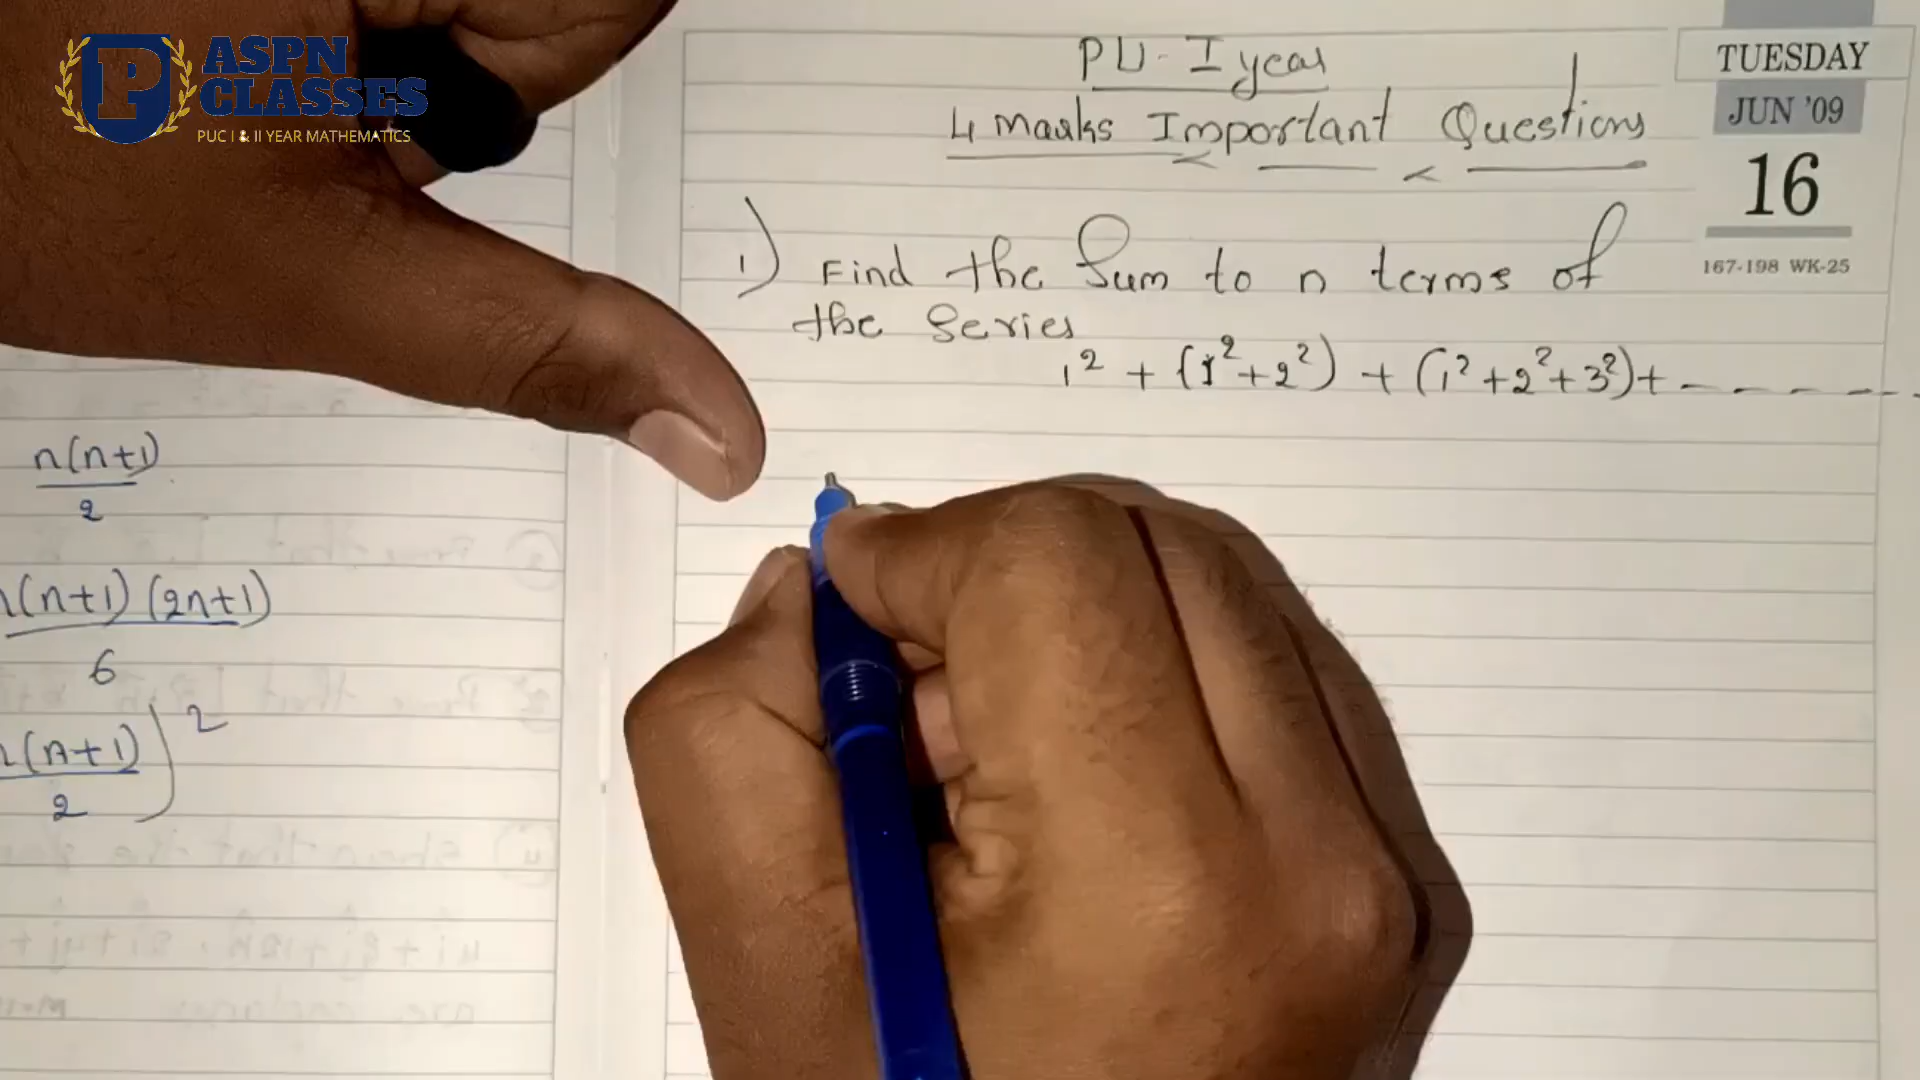 ASPN
CLASSES
PUC I & II YEAR MATHEMATICS
PU - I year
4 marks Important Questions
TUESDAY
JUN '09
16
167-198 WK-25
1) Find the Sum to n terms of
the Series
1² + (1²+2²) + (1²+2²+3²)+ - - - - - -
n(n+1)
2
n(n+1) (2n+1)
6
n(n+1) ) 2
2